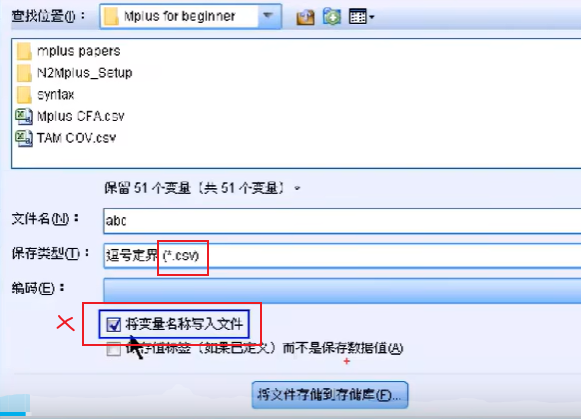 查找位置(I)： Mplus for beginner
mplus papers
N2Mplus_Setup
syntax
Mplus CFA.csv
TAM COV.csv
保留 51 个变量（共 51 个变量）。
文件名(N)： abc
保存类型(T)： 逗号定界 (*.csv)
编码(E)：
将变量名称写入文件
保存值标签（如果已定义）而不是保存数据值(A)
将文件存储到存储库(F)...